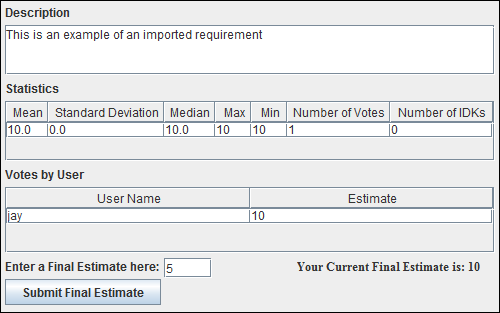 Description
This is an example of an imported requirement
Statistics
Mean Standard Deviation Median Max Min Number of Votes Number of IDKs
10.0 0.0 10.0 10 10 1 0
Votes by User
User Name Estimate
jay 10
Enter a Final Estimate here: 5 Your Current Final Estimate is: 10
Submit Final Estimate